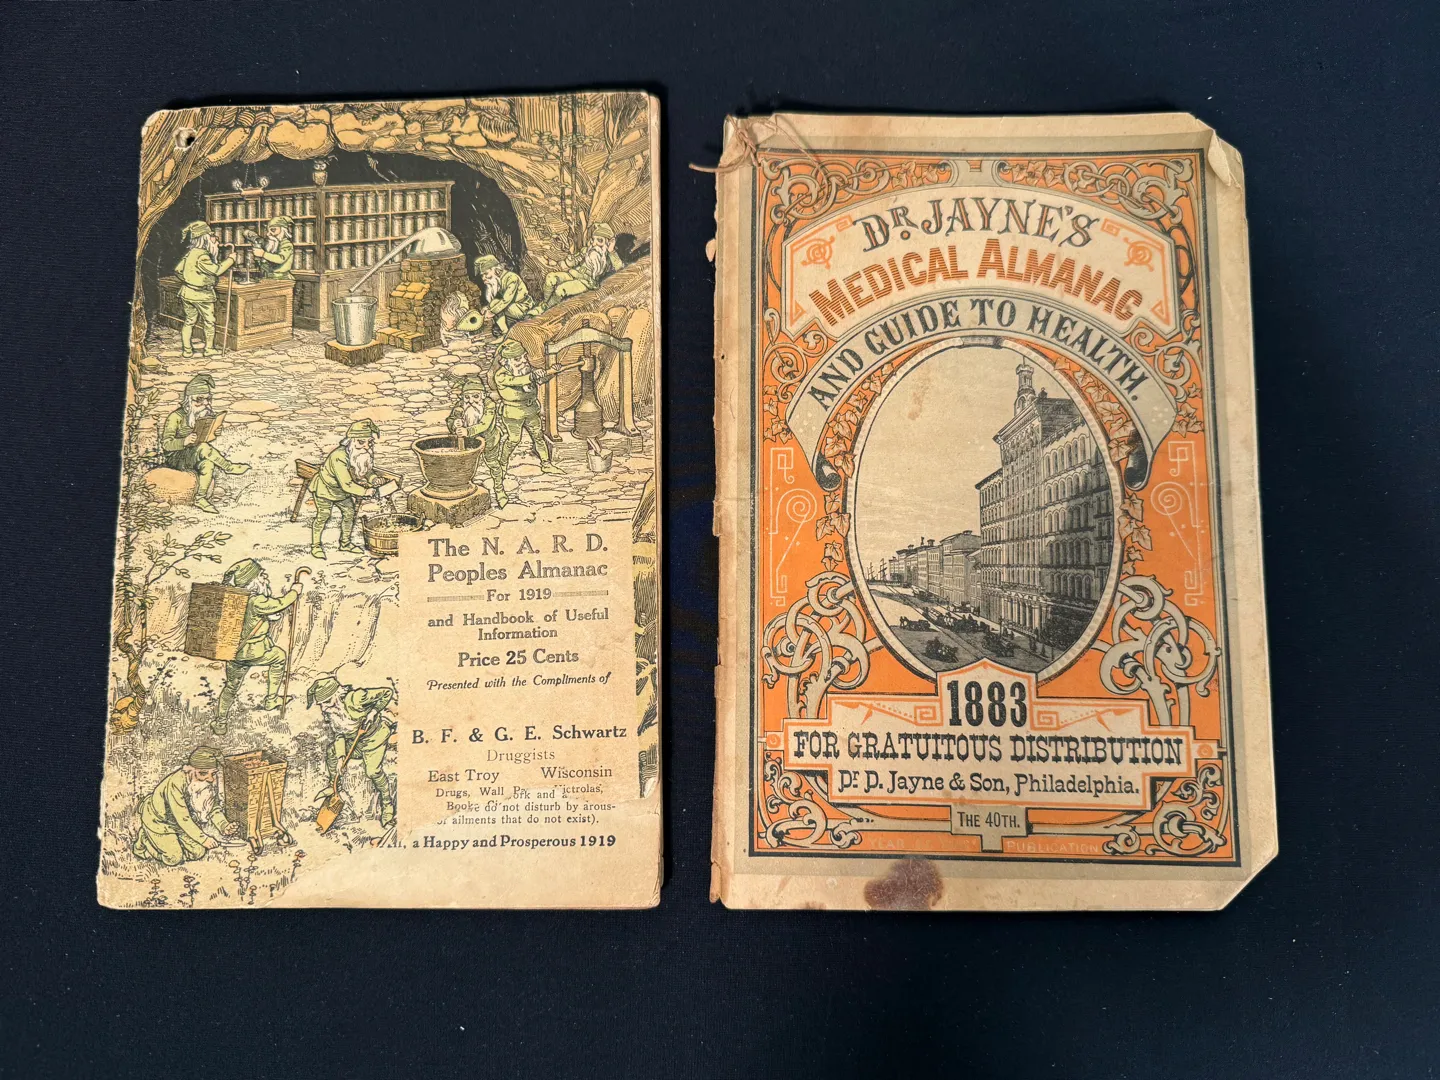 The N. A. R. D.
Peoples Almanac
For 1919
and Handbook of Useful
Information
Price 25 Cents
Presented with the Compliments of
B. F. & G. E. Schwartz
Druggists
East Troy Wisconsin
Drugs, Wall and
do not disturb by arous-
ailments that do not exist).
a Happy and Prosperous 1919
DR. JAYNE'S
MEDICAL ALMANAC
AND GUIDE TO HEALTH.
1883
FOR GRATUITOUS DISTRIBUTION
Dr. D. Jayne & Son, Philadelphia.
THE 40TH.
YEAR OF PUBLICATION